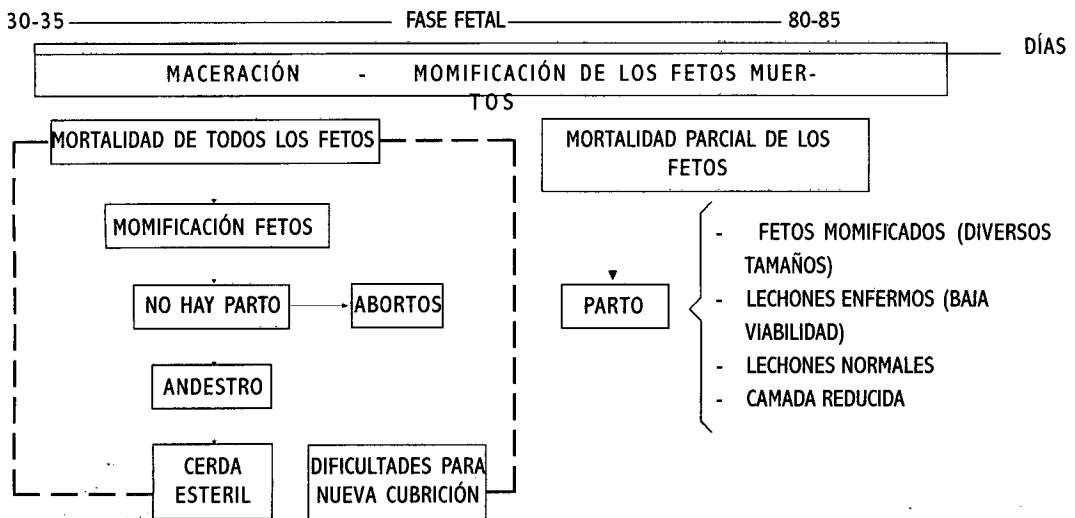 30-35 FASE FETAL 80-85
DÍAS
MACERACIÓN - MOMIFICACIÓN DE LOS FETOS MUER-
TOS
MORTALIDAD DE TODOS LOS FETOS
MOMIFICACIÓN FETOS
NO HAY PARTO
ABORTOS
ANDESTRO
CERDA
ESTERIL
DIFICULTADES PARA
NUEVA CUBRICIÓN
MORTALIDAD PARCIAL DE LOS
FETOS
PARTO
- FETOS MOMIFICADOS (DIVERSOS
TAMAÑOS)
- LECHONES ENFERMOS (BAJA
VIABILIDAD)
- LECHONES NORMALES
- CAMADA REDUCIDA